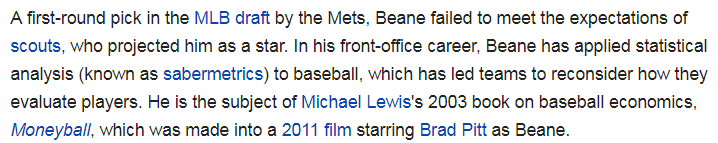 A first-round pick in the MLB draft by the Mets, Beane failed to meet the expectations of
scouts, who projected him as a star. In his front-office career, Beane has applied statistical
analysis (known as sabermetrics) to baseball, which has led teams to reconsider how they
evaluate players. He is the subject of Michael Lewis's 2003 book on baseball economics,
Moneyball, which was made into a 2011 film starring Brad Pitt as Beane.